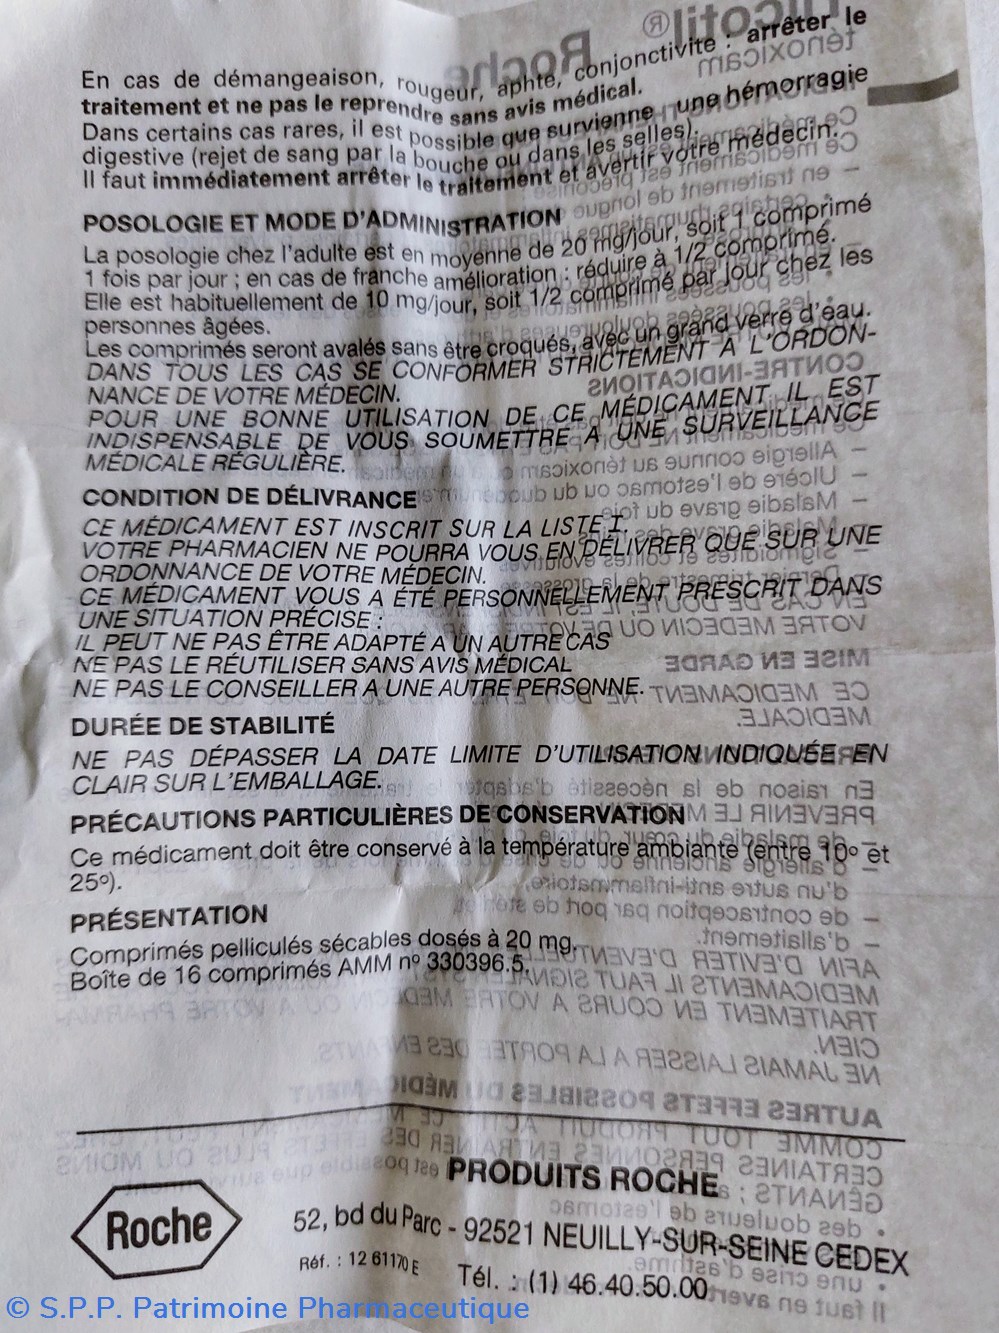 En cas de démangeaison, rougeur, aphte, conjonctivite : arrêter le
traitement et ne pas le reprendre sans avis médical.
Dans certains cas rares, il est possible que survienne une hémorragie
digestive (rejet de sang par la bouche ou dans les selles).
Il faut immédiatement arrêter le traitement et avertir votre médecin.
POSOLOGIE ET MODE D'ADMINISTRATION
La posologie chez l'adulte est en moyenne de 20 mg/jour, soit 1 comprimé
1 fois par jour ; en cas de franche amélioration : réduire à 1/2 comprimé.
Elle est habituellement de 10 mg/jour, soit 1/2 comprimé par jour chez les
personnes âgées.
Les comprimés seront avalés sans être croqués, avec un grand verre d'eau.
DANS TOUS LES CAS SE CONFORMER STRICTEMENT A L'ORDON-
NANCE DE VOTRE MÉDECIN.
POUR UNE BONNE UTILISATION DE CE MÉDICAMENT IL EST
INDISPENSABLE DE VOUS SOUMETTRE A UNE SURVEILLANCE
MÉDICALE RÉGULIÈRE.
CONDITION DE DÉLIVRANCE
CE MÉDICAMENT EST INSCRIT SUR LA LISTE I.
VOTRE PHARMACIEN NE POURRA VOUS EN DÉLIVRER QUE SUR UNE
ORDONNANCE DE VOTRE MÉDECIN.
CE MÉDICAMENT VOUS A ÉTÉ PERSONNELLEMENT PRESCRIT DANS
UNE SITUATION PRÉCISE :
IL PEUT NE PAS ÊTRE ADAPTÉ A UN AUTRE CAS
NE PAS LE RÉUTILISER SANS AVIS MÉDICAL
NE PAS LE CONSEILLER A UNE AUTRE PERSONNE.
DURÉE DE STABILITÉ
NE PAS DÉPASSER LA DATE LIMITE D'UTILISATION INDIQUÉE EN
CLAIR SUR L'EMBALLAGE.
PRÉCAUTIONS PARTICULIÈRES DE CONSERVATION
Ce médicament doit être conservé à la température ambiante (entre 10º et
25º).
PRÉSENTATION
Comprimés pelliculés sécables dosés à 20 mg.
Boîte de 16 comprimés AMM nº 330396.5.
PRODUITS ROCHE
Roche
52, bd du Parc - 92521 NEUILLY-SUR-SEINE CEDEX
Réf. : 12 61170 E
Tél. : (1) 46.40.50.00
© S.P.P. Patrimoine Pharmaceutique